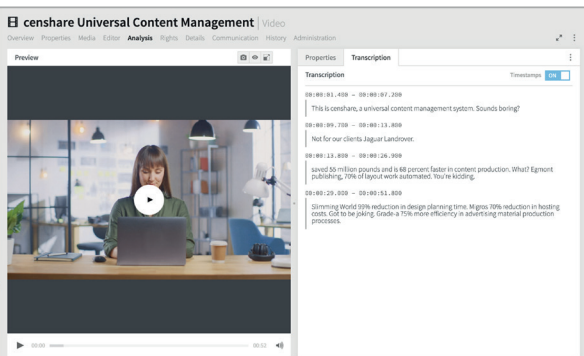 censhare Universal Content Management | Video
Overview Properties Media Editor Analysis Rights Details Communication History Administration
Preview
Properties Transcription
Transcription
Timestamps ON
00:00:01.400 – 00:00:07.200
This is censhare, a universal content management system. Sounds boring?
00:00:09.700 – 00:00:13.800
Not for our clients Jaguar Landrover.
00:00:13.800 – 00:00:26.900
saved 55 million pounds and is 68 percent faster in content production. What? Egmont
publishing, 70% of layout work automated. You're kidding.
00:00:29.000 – 00:00:51.800
Slimming World 99% reduction in design planning time. Migros 70% reduction in hosting
costs. Got to be joking. Grade-a 75% more efficiency in advertising material production
processes.
00:00
00:52